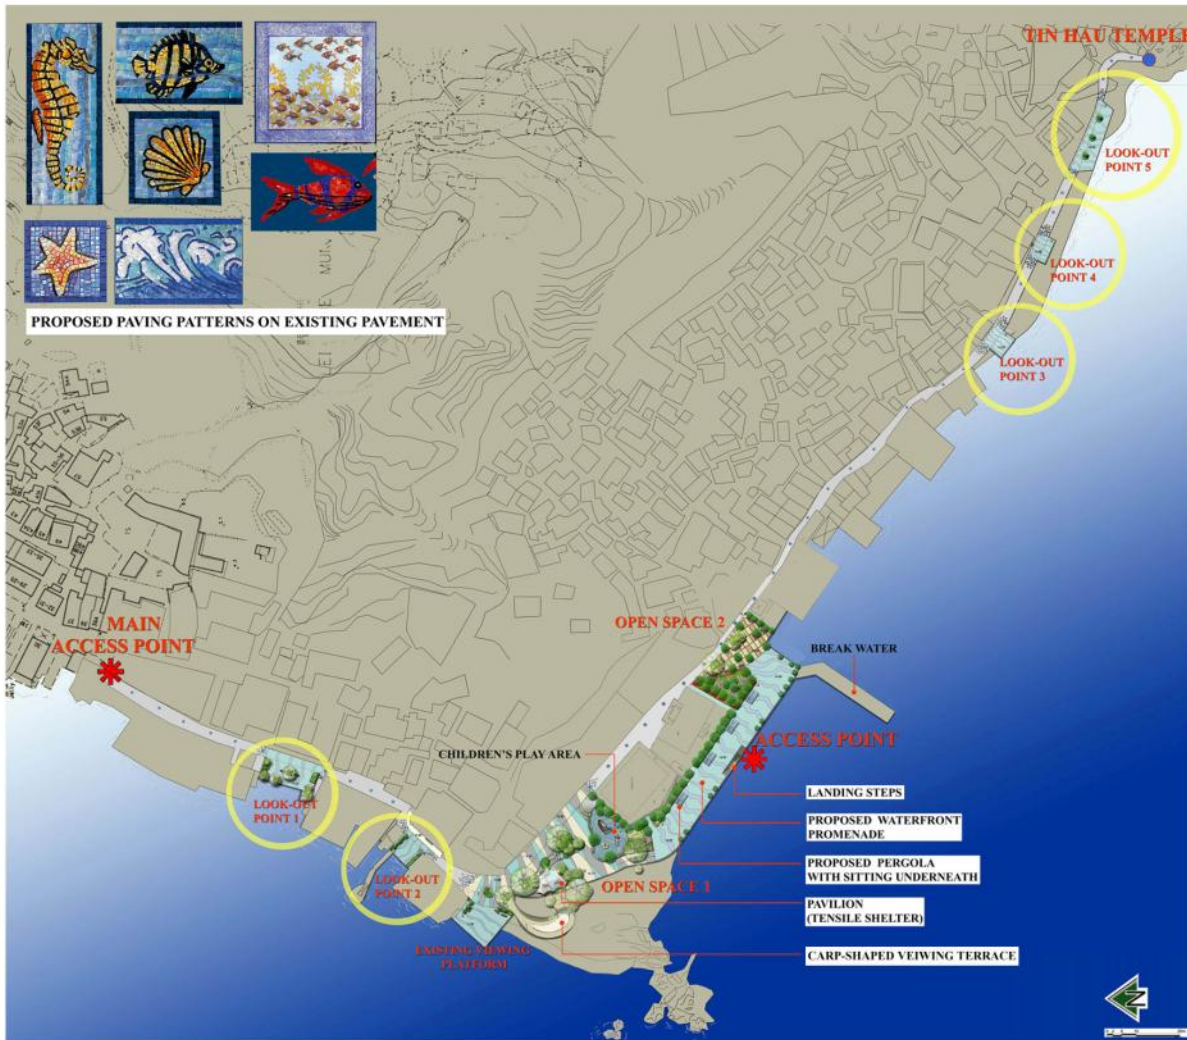 TIN HAU TEMPLE
LOOK-OUT
POINT 5
LOOK-OUT
POINT 4
LOOK-OUT
POINT 3
PROPOSED PAVING PATTERNS ON EXISTING PAVEMENT
MAIN
ACCESS POINT
OPEN SPACE 2
BREAK WATER
CHILDREN'S PLAY AREA
ACCESS POINT
LANDING STEPS
LOOK-OUT
POINT 1
PROPOSED WATERFRONT
PROMENADE
PROPOSED PERGOLA
WITH SITTING UNDERNEATH
LOOK-OUT
POINT 2
OPEN SPACE 1
PAVILION
(TENSILE SHELTER)
EXISTING VIEWING
PLATFORM
CARP-SHAPED VEIWING TERRACE
N